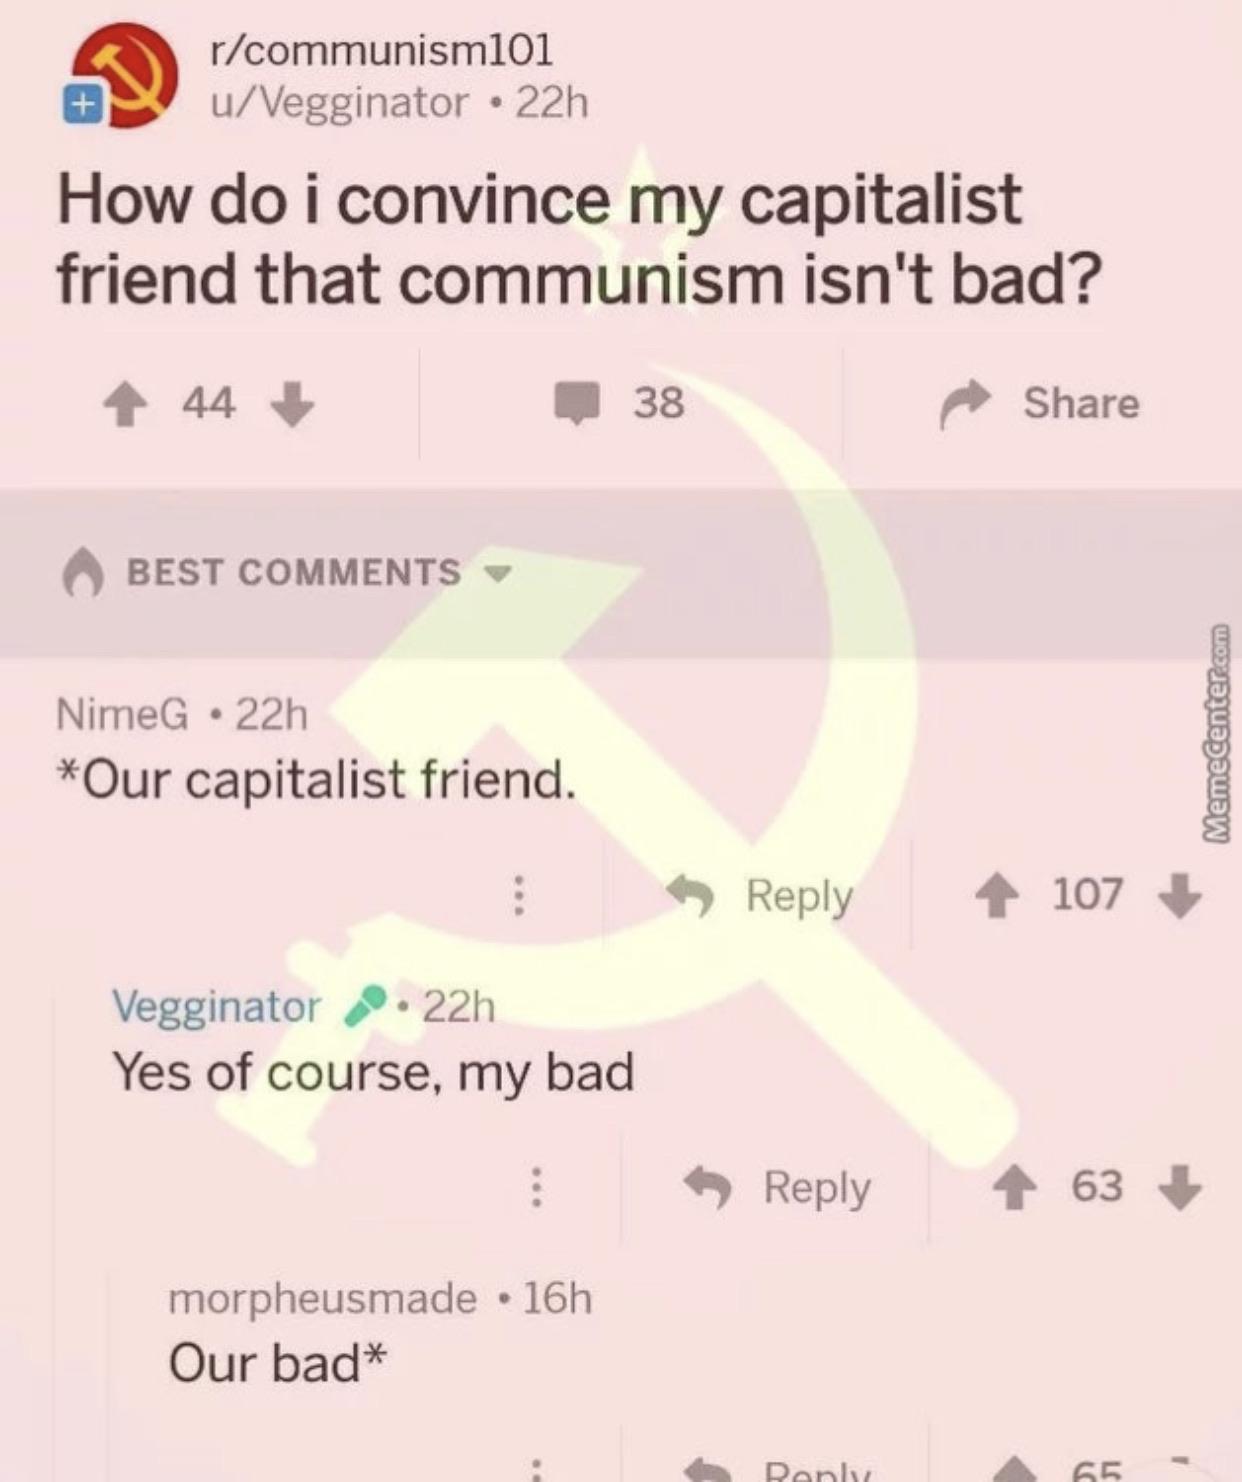 r/communism101
u/Vegginator • 22h
How do i convince my capitalist
friend that communism isn't bad?
44
38
Share
BEST COMMENTS
NimeG • 22h
*Our capitalist friend.
Reply
107
Vegginator • 22h
Yes of course, my bad
Reply
63
morpheusmade • 16h
Our bad*
Reply
65
MemeCenter.com